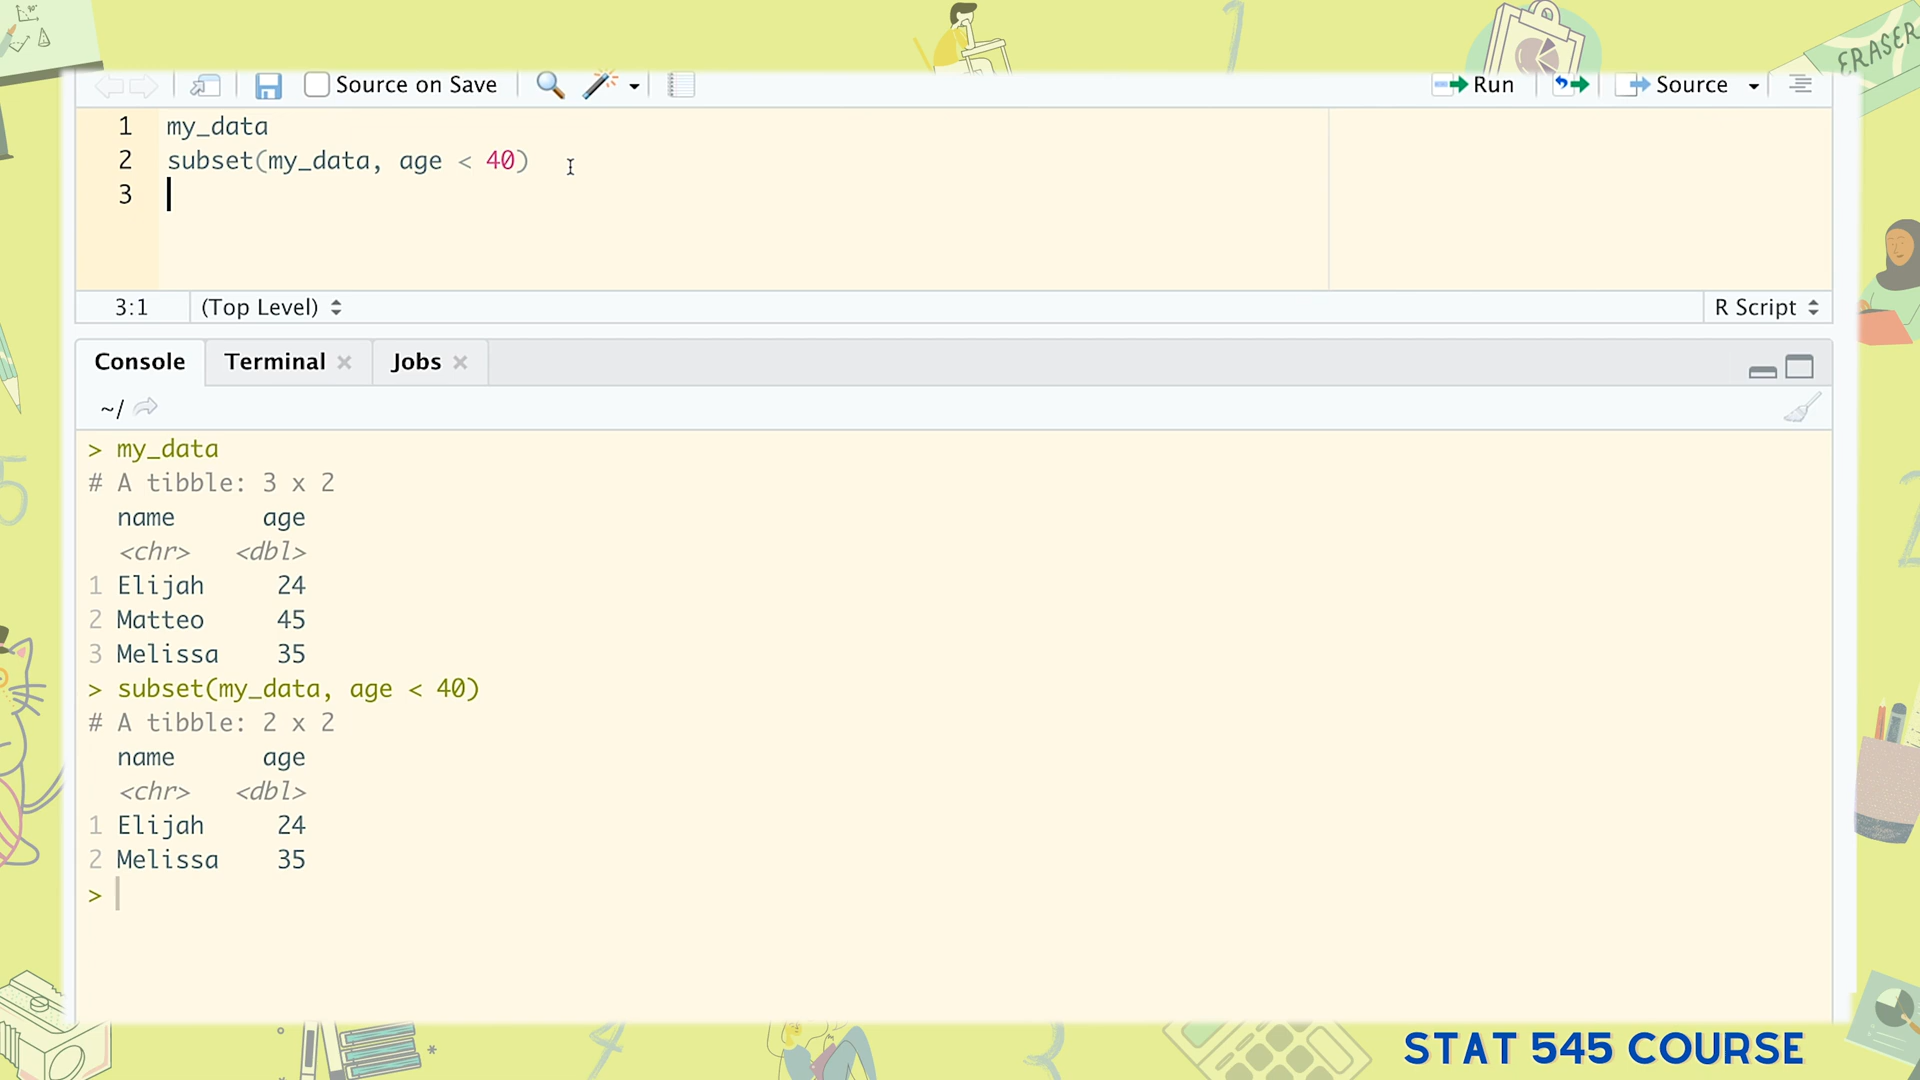 ERASER
Source on Save
Run
Source
1 my_data
2 subset(my_data, age < 40)
3
3:1 (Top Level) R Script
Console Terminal Jobs
~/
> my_data
# A tibble: 3 x 2
name age
<chr> <dbl>
1 Elijah 24
2 Matteo 45
3 Melissa 35
> subset(my_data, age < 40)
# A tibble: 2 x 2
name age
<chr> <dbl>
1 Elijah 24
2 Melissa 35
>
STAT 545 COURSE